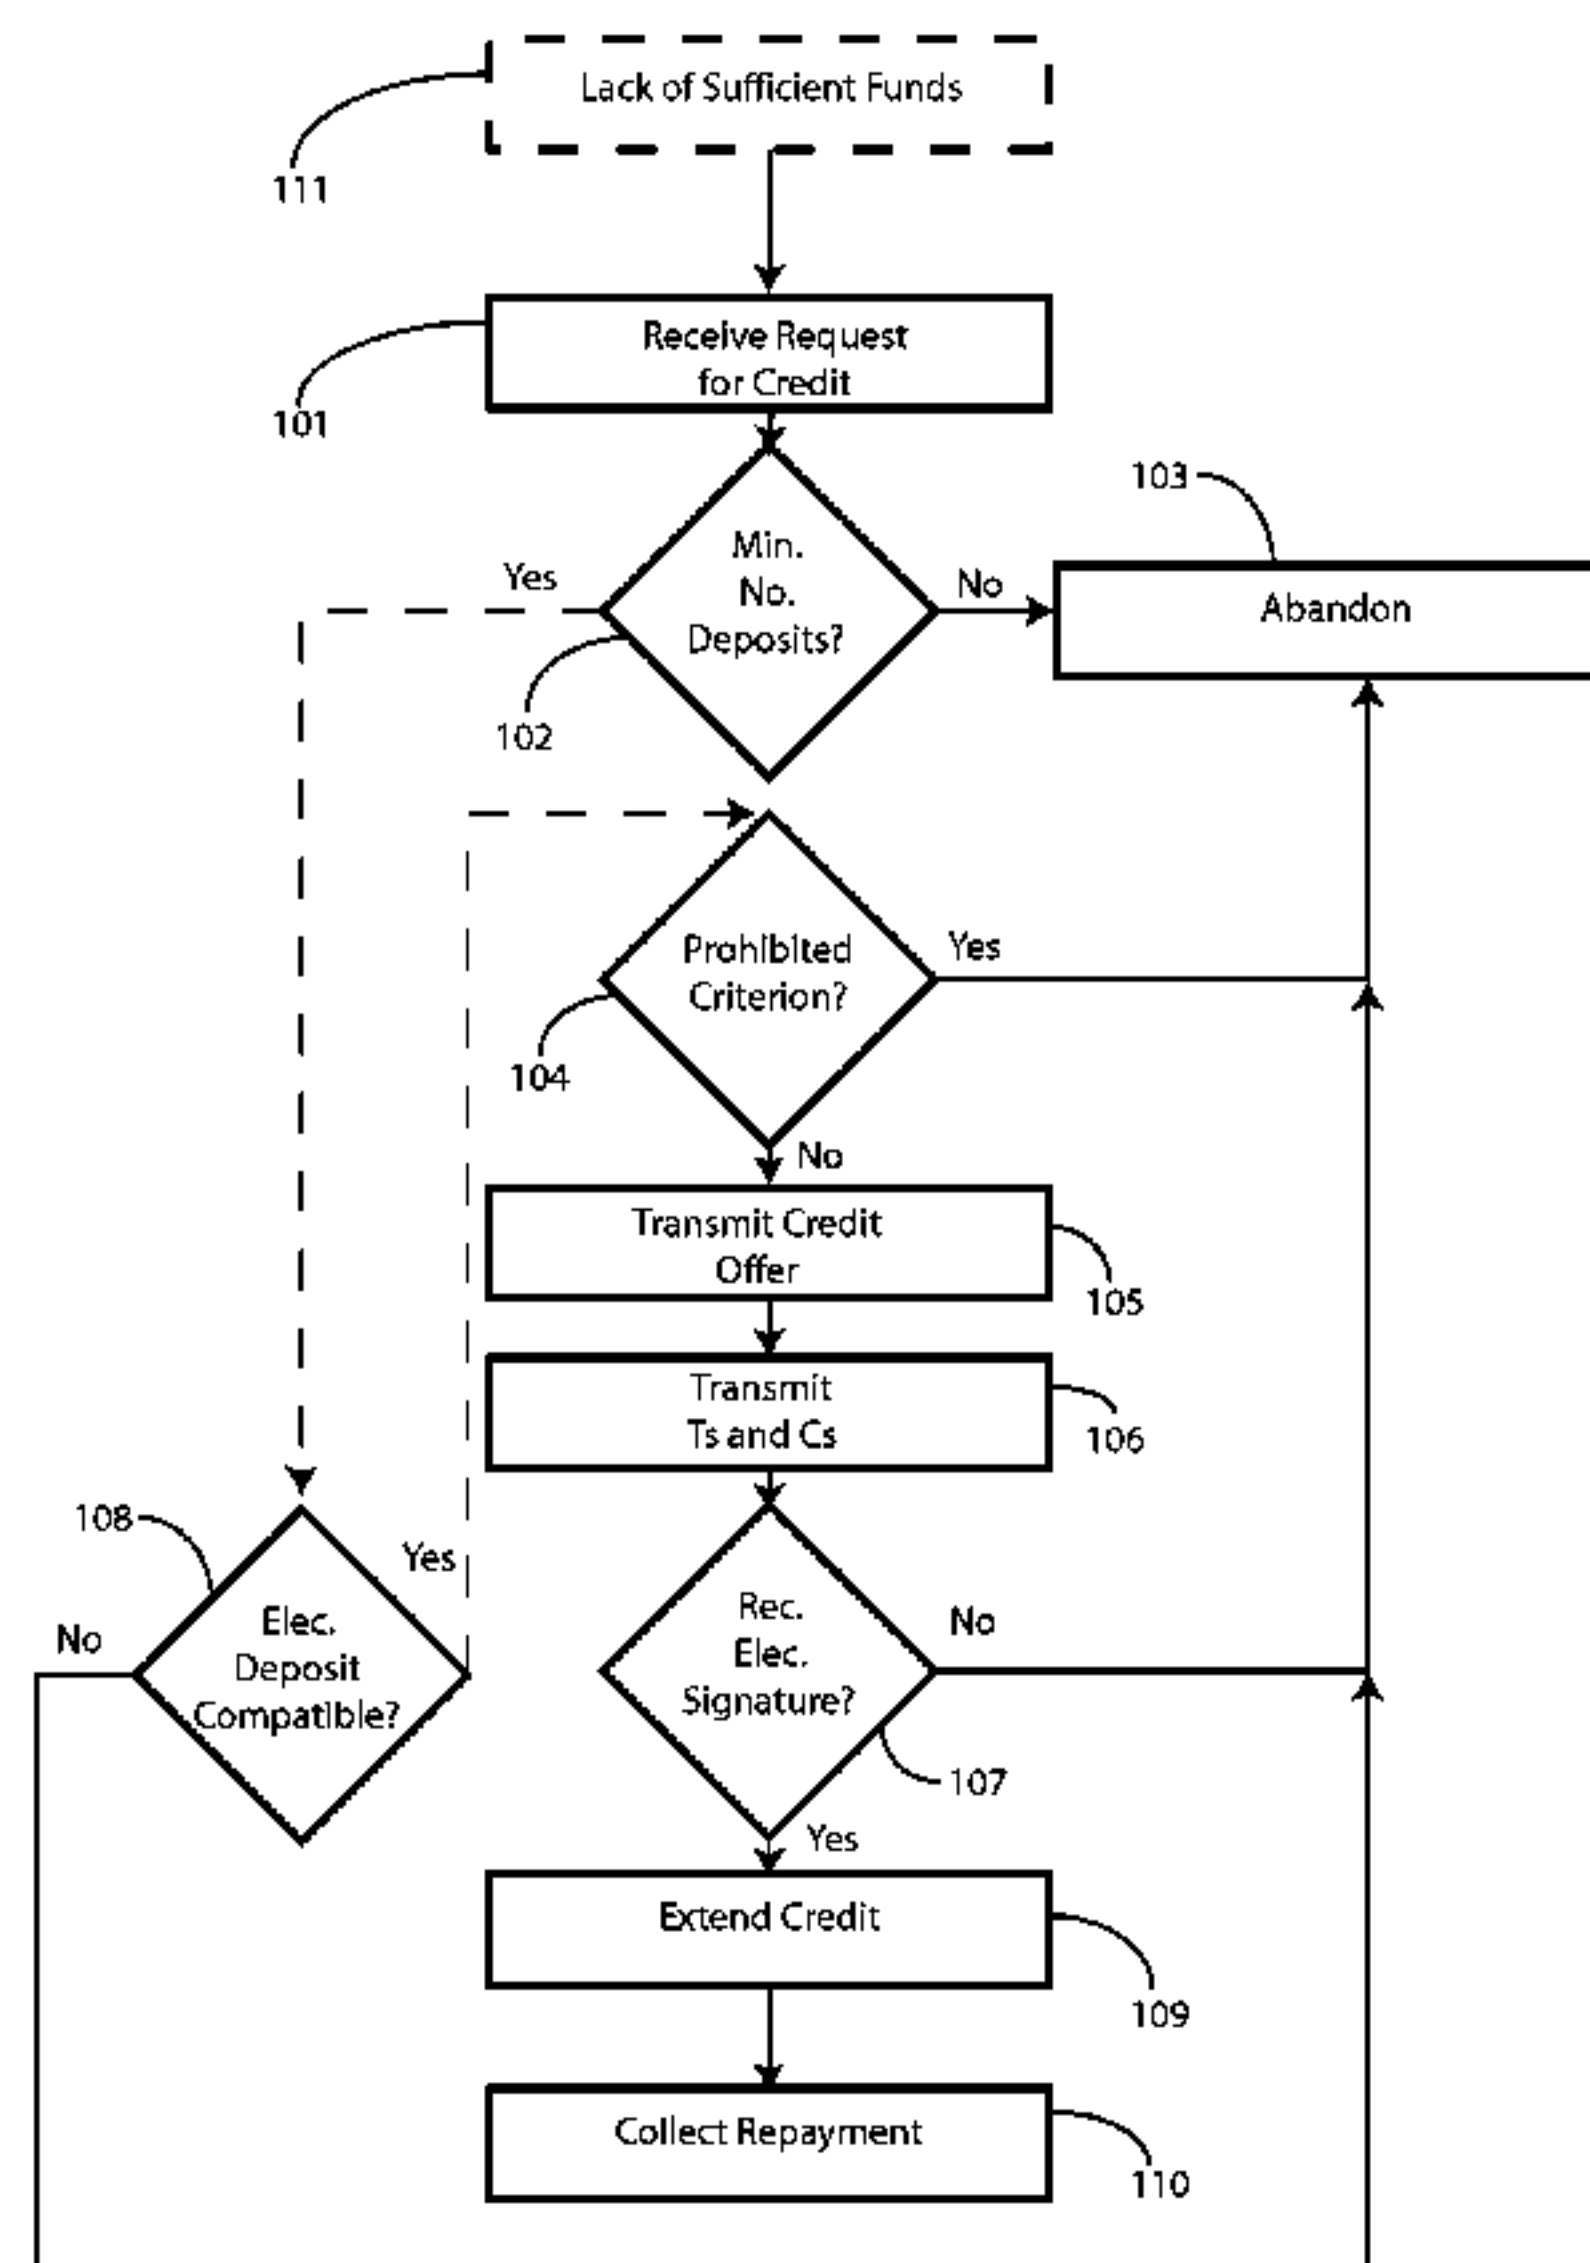 Lack of Sufficient Funds
111
Receive Request
for Credit
101
103
Min.
No.
Deposits?
Yes
No
Abandon
102
Prohibited
Criterion?
Yes
104
No
Transmit Credit
Offer
105
Transmit
Ts and Cs
106
108
Yes
No
Elec.
Deposit
Compatible?
Rec.
Elec.
Signature?
No
107
Yes
Extend Credit
109
Collect Repayment
110